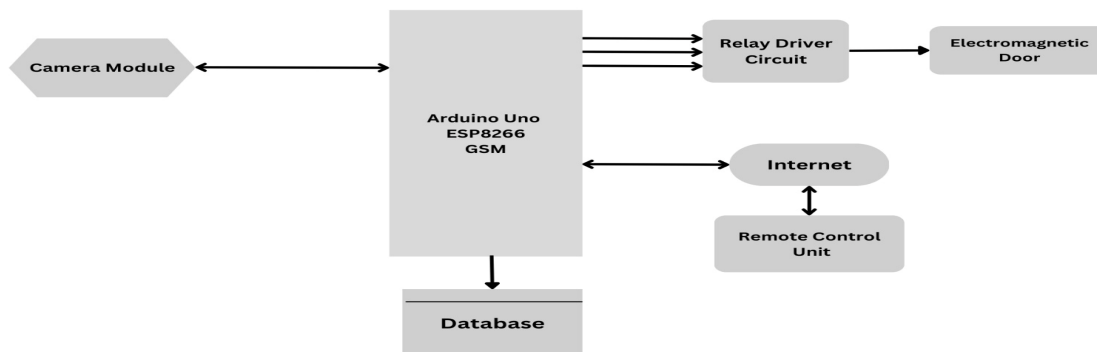 Camera Module
Arduino Uno
ESP8266
GSM
Relay Driver
Circuit
Electromagnetic
Door
Internet
Remote Control
Unit
Database